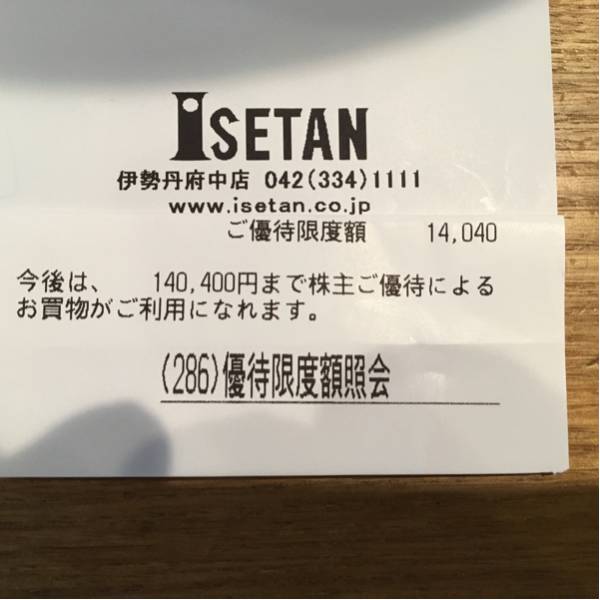 ISETAN
伊勢丹府中店 042(334)1111
www.isetan.co.jp
ご優待限度額 14,040
今後は、 140,400円まで株主ご優待による
お買物がご利用になれます。
(286)優待限度額照会